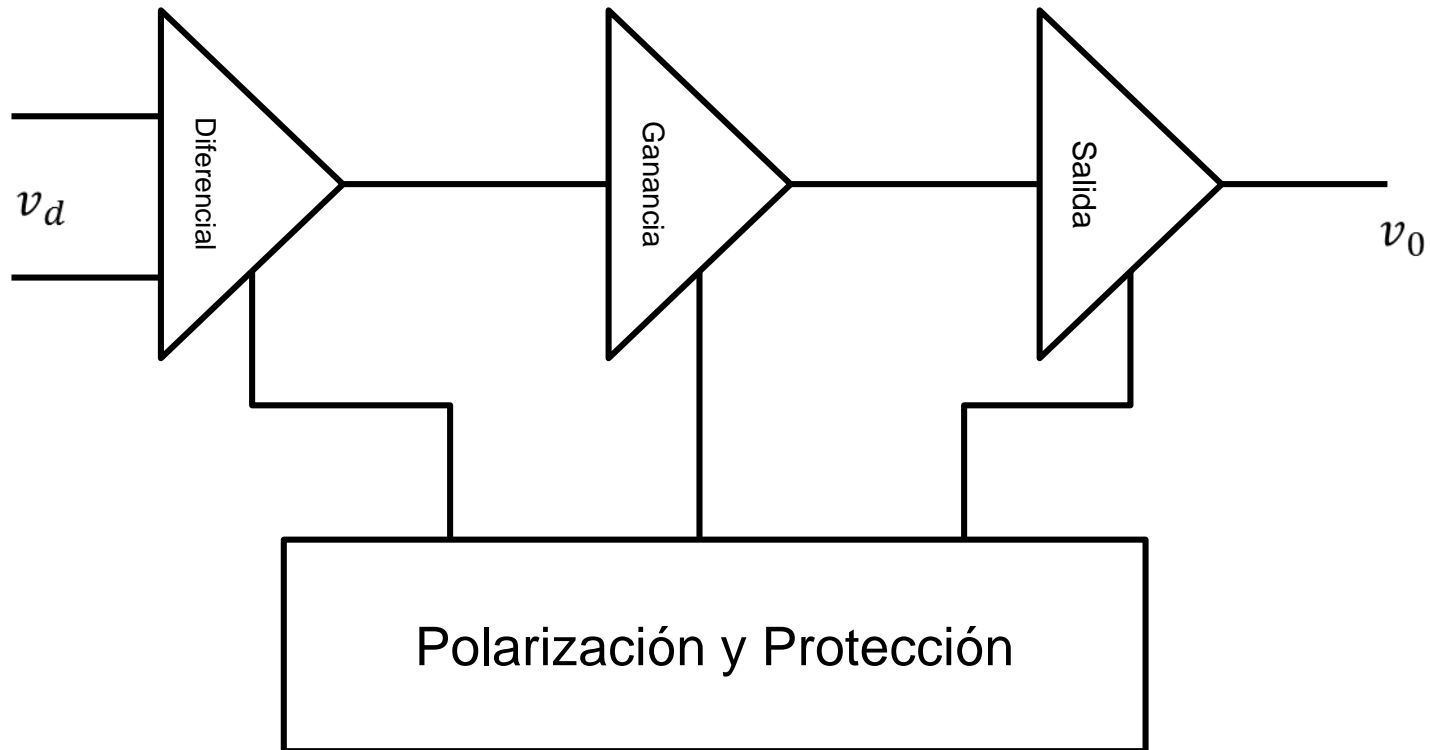 Diferencial
Ganancia
Salida
v_d
v_0
Polarización y Protección